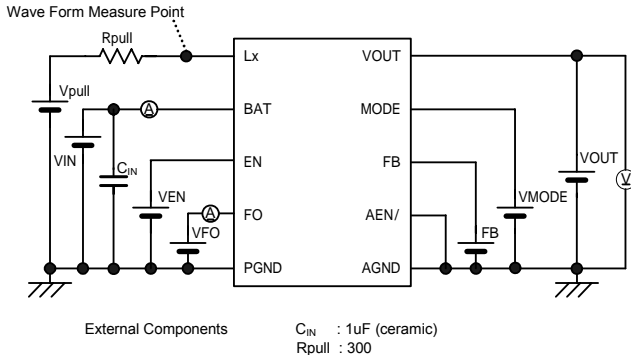 Wave Form Measure Point
Rpull
Vpull
Lx
VOUT
A
BAT
MODE
VIN
CIN
EN
FB
VEN
VOUT
V
A
FO
AEN/
VMODE
VFO
FB
PGND
AGND
External Components
CIN : 1uF (ceramic)
Rpull : 300